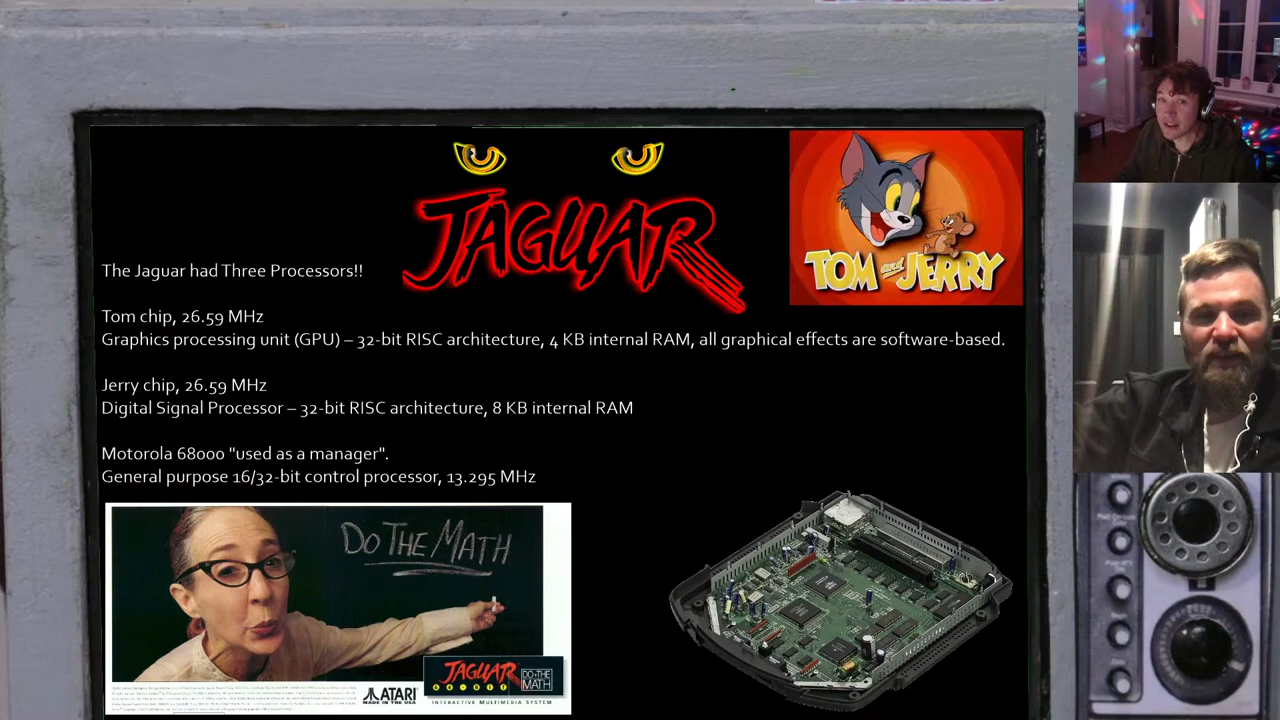 JAGUAR
TOM and JERRY
The Jaguar had Three Processors!!
Tom chip, 26.59 MHz
Graphics processing unit (GPU) – 32-bit RISC architecture, 4 KB internal RAM, all graphical effects are software-based.
Jerry chip, 26.59 MHz
Digital Signal Processor – 32-bit RISC architecture, 8 KB internal RAM
Motorola 68000 "used as a manager".
General purpose 16/32-bit control processor, 13.295 MHz
DO THE MATH
JAGUAR
DO THE MATH
ATARI
MADE IN THE USA
INTERACTIVE MULTIMEDIA SYSTEM